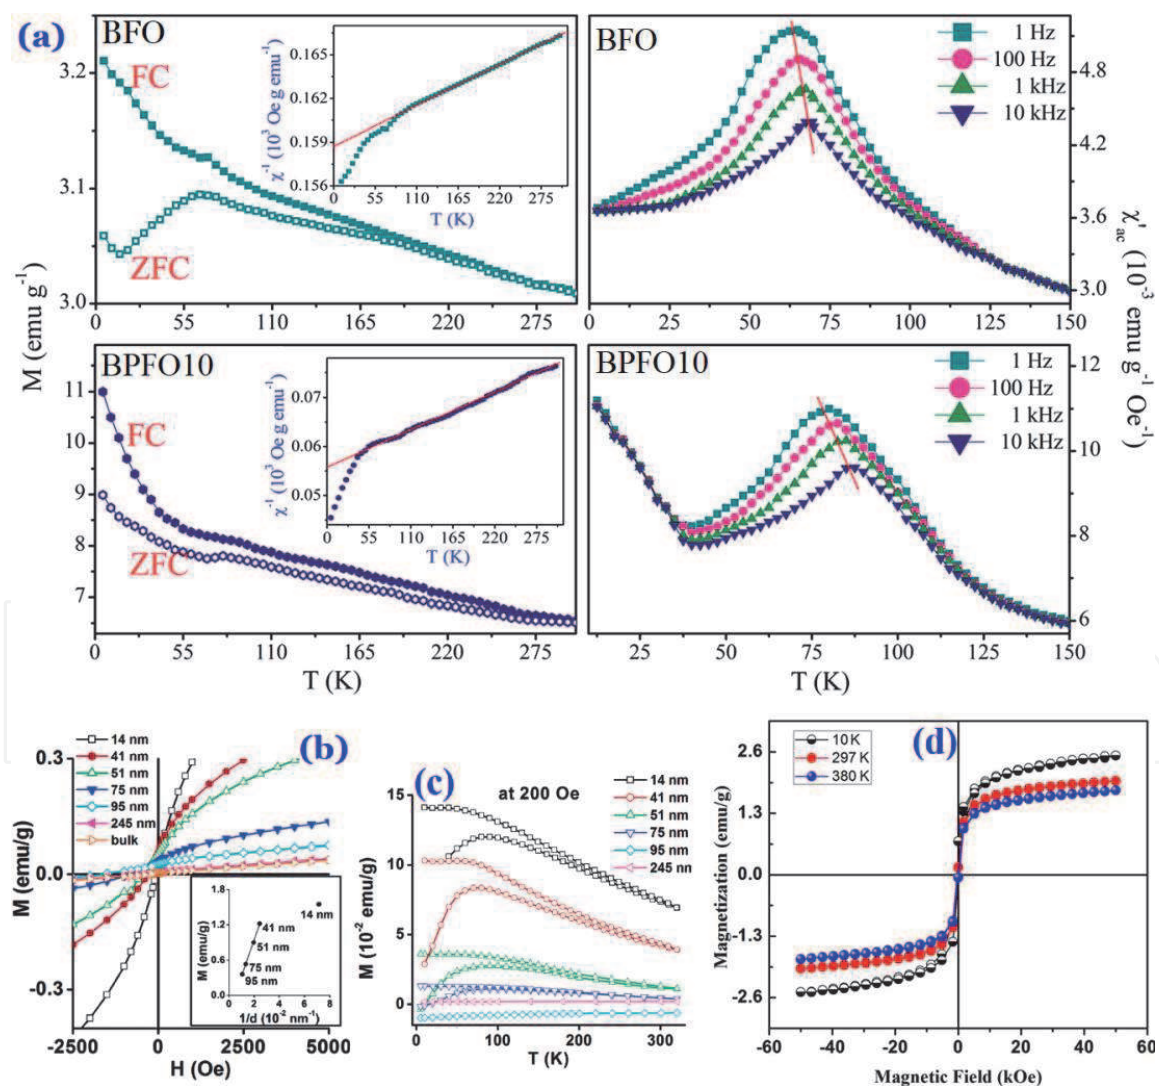 (a)
BFO
FC
ZFC
3.2
3.1
3.0
5 55 110 165 220 275
χ⁻¹ (10³ Oe g emu⁻¹)
0.165
0.162
0.159
0.156
5 55 110 165 220 275
T (K)
BFO
1 Hz
100 Hz
1 kHz
10 kHz
4.8
4.2
3.6
3.0
0 25 50 75 100 125 150
M (emu g⁻¹)
χ'ac (10⁻³ emu g⁻¹ Oe⁻¹)
BPFO10
FC
ZFC
11
10
9
8
7
5 55 110 165 220 275
T (K)
χ⁻¹ (10³ Oe g emu⁻¹)
0.07
0.06
0.05
5 55 110 165 220 275
T (K)
BPFO10
1 Hz
100 Hz
1 kHz
10 kHz
12
10
8
6
25 50 75 100 125 150
T (K)
(b)
14 nm
41 nm
51 nm
75 nm
95 nm
245 nm
bulk
M (emu/g)
0.3
0.0
-0.3
-2500 0 2500 5000
H (Oe)
M (emu/g)
1.8
1.2
0.6
0.0
14 nm
41 nm
51 nm
75 nm
95 nm
0 2 4 6 8
1/d (10⁻² nm⁻¹)
(c)
at 200 Oe
14 nm
41 nm
51 nm
75 nm
95 nm
245 nm
M (10⁻² emu/g)
15
10
5
0
0 100 200 300
T (K)
(d)
10 K
297 K
380 K
Magnetization (emu/g)
2.6
1.3
0.0
-1.3
-2.6
-60 -40 -20 0 20 40 60
Magnetic Field (kOe)